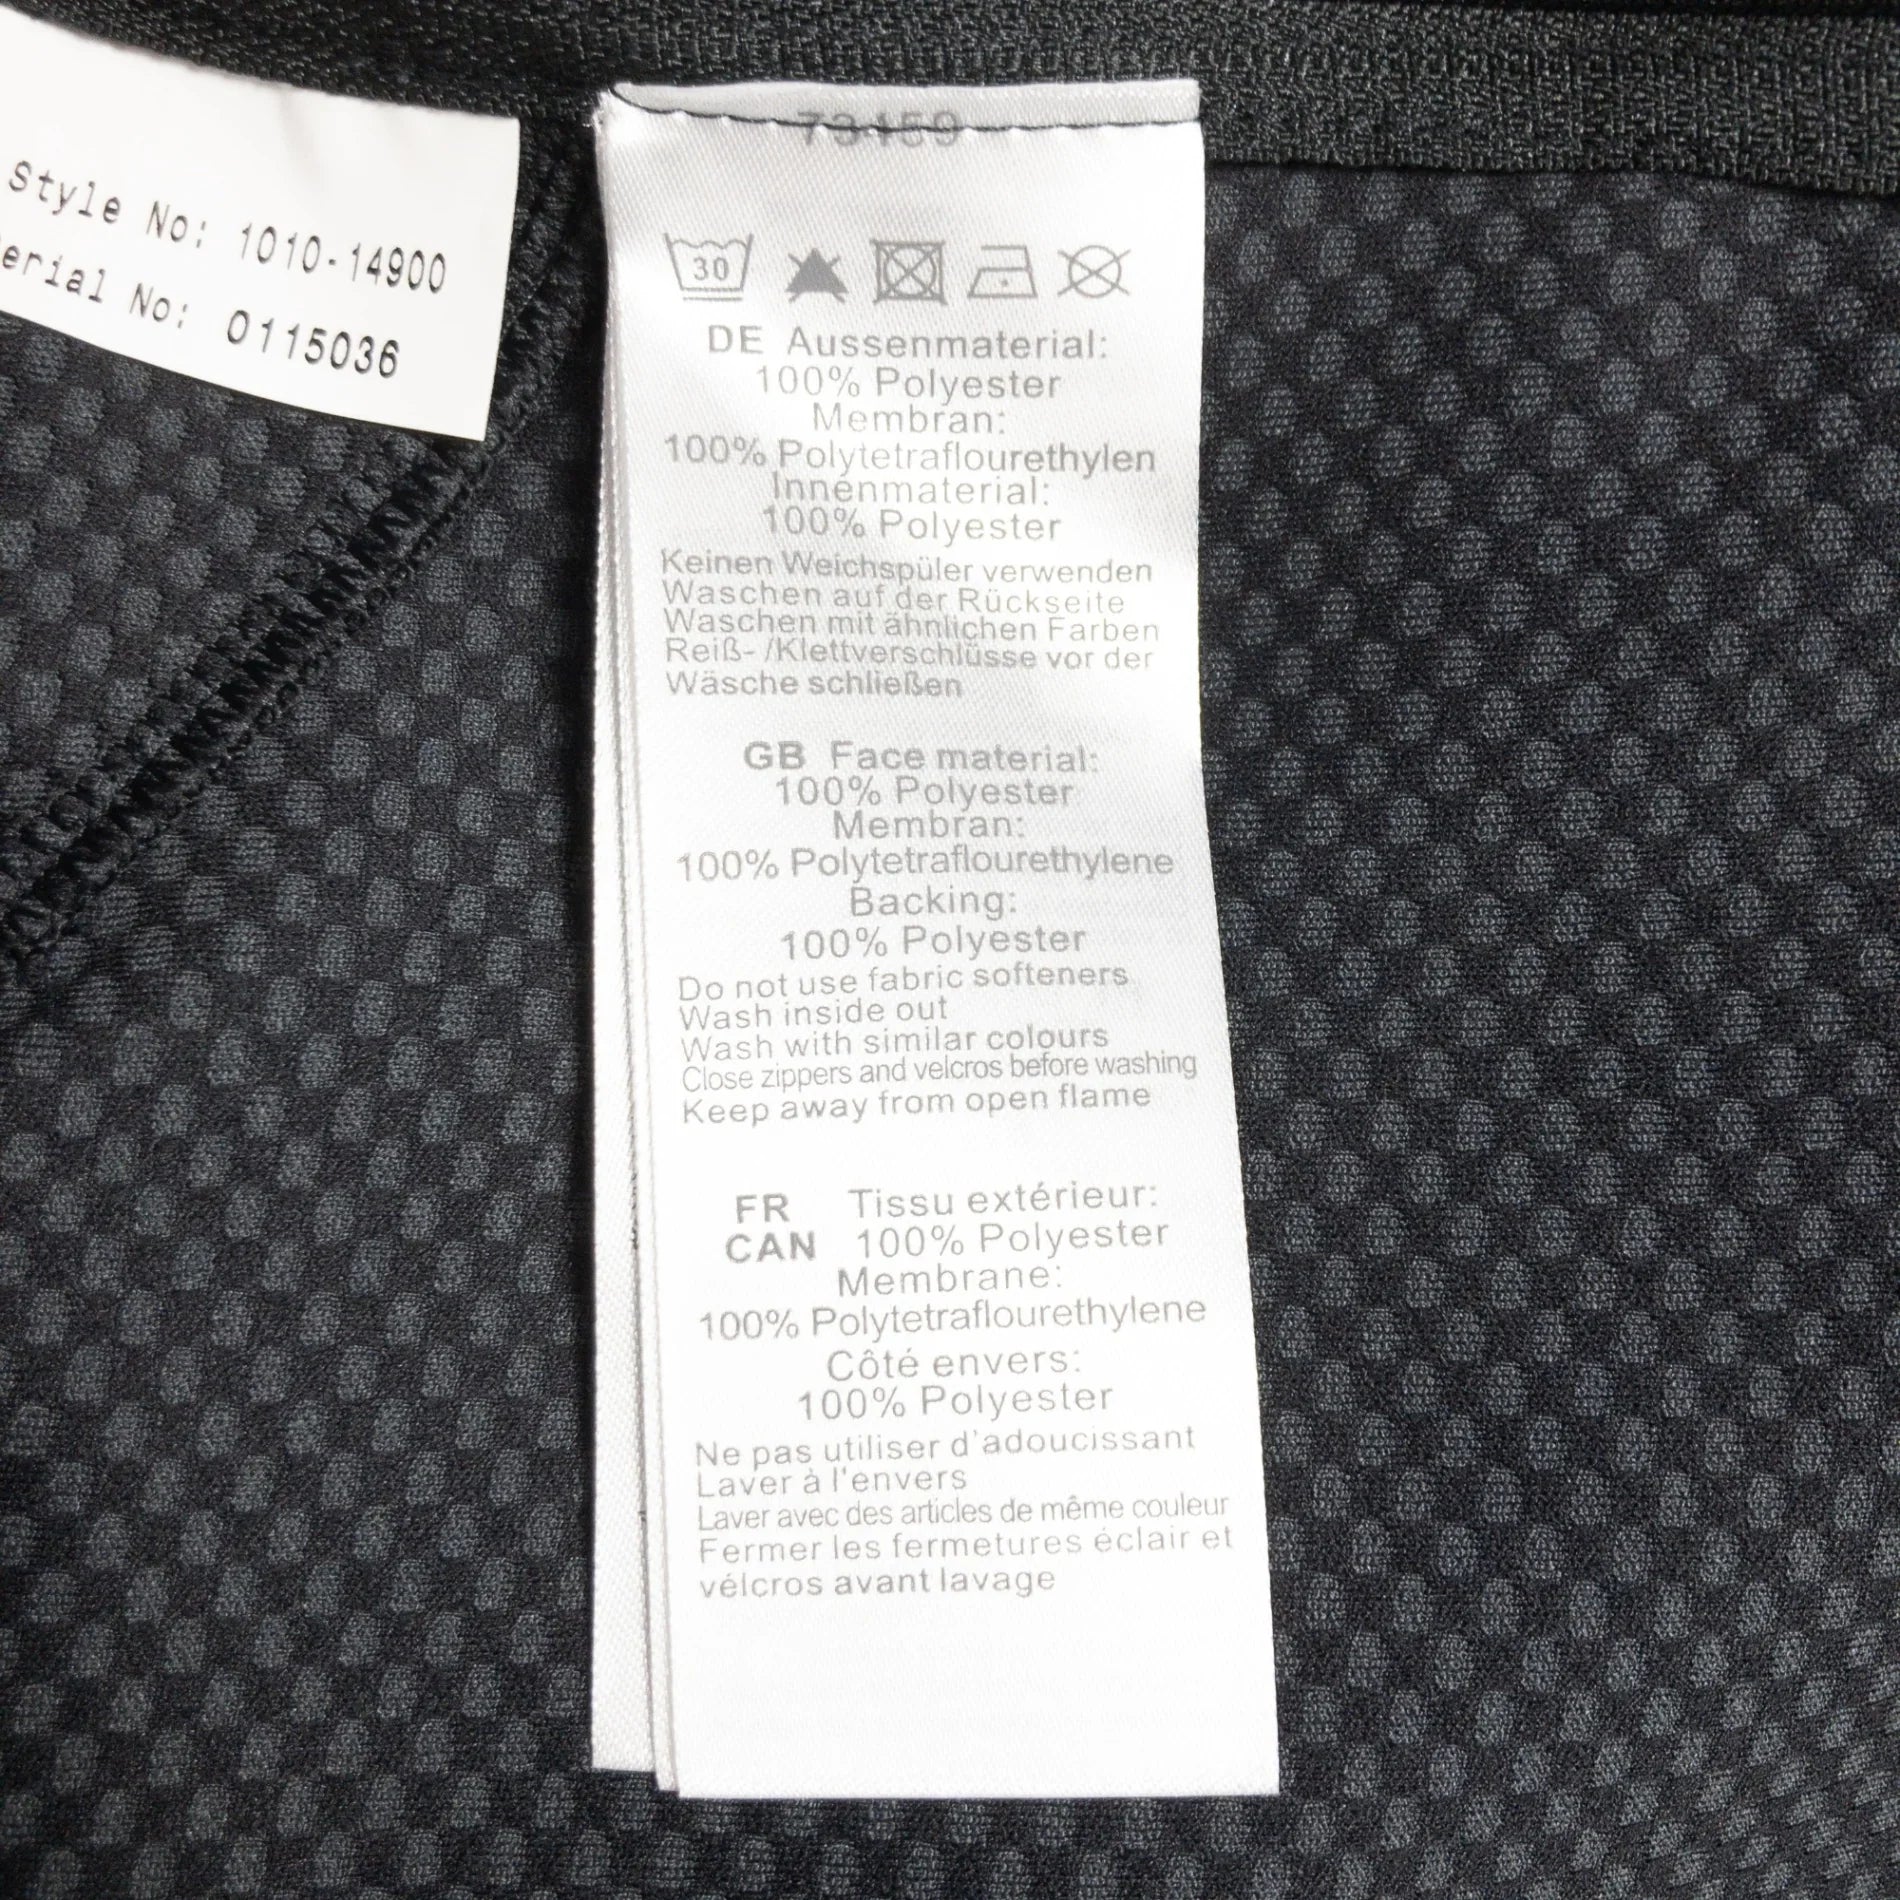 Style No: 1010-14900
erial No: 0115036
73159
30
DE Aussenmaterial:
100% Polyester
Membran:
100% Polytetraflourethylen
Innenmaterial:
100% Polyester
Keinen Weichspüler verwenden
Waschen auf der Rückseite
Waschen mit ähnlichen Farben
Reiß- /Klettverschlüsse vor der
Wäsche schließen
GB Face material:
100% Polyester
Membran:
100% Polytetraflourethylene
Backing:
100% Polyester
Do not use fabric softeners
Wash inside out
Wash with similar colours
Close zippers and velcros before washing
Keep away from open flame
FR Tissu extérieur:
CAN 100% Polyester
Membrane:
100% Polytetraflourethylene
Côté envers:
100% Polyester
Ne pas utiliser d'adoucissant
Laver à l'envers
Laver avec des articles de même couleur
Fermer les fermetures éclair et
vélcros avant lavage